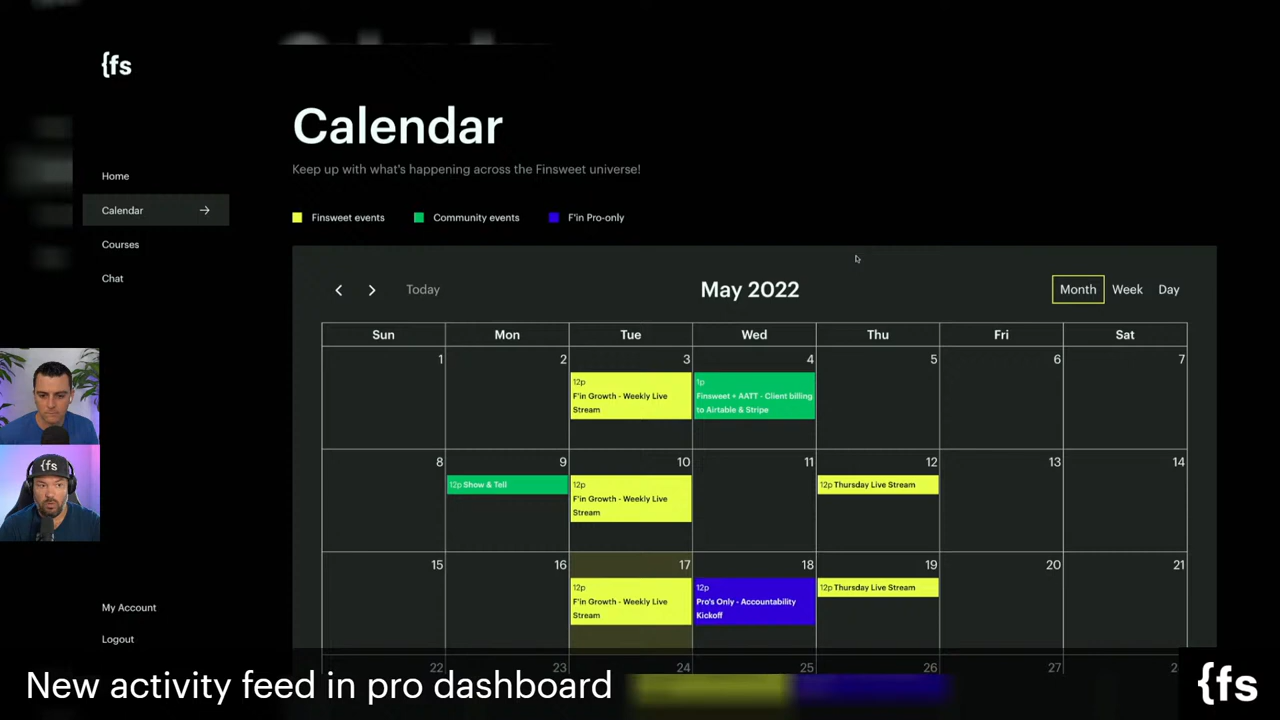 {fs
Calendar
Keep up with what's happening across the Finsweet universe!
Home
Calendar
Courses
Chat
Finsweet events
Community events
F'in Pro-only
Today
May 2022
Month
Week
Day
Sun
Mon
Tue
Wed
Thu
Fri
Sat
1
2
3
4
5
6
7
12p
F'in Growth - Weekly Live
Stream
1p
Finsweet + AATT - Client billing
to Airtable & Stripe
8
9
10
11
12
13
14
12p Show & Tell
12p
F'in Growth - Weekly Live
Stream
12p Thursday Live Stream
15
16
17
18
19
20
21
12p
F'in Growth - Weekly Live
Stream
12p
Pro's Only - Accountability
Kickoff
12p Thursday Live Stream
22
23
24
25
26
27
{fs
My Account
Logout
New activity feed in pro dashboard
{fs